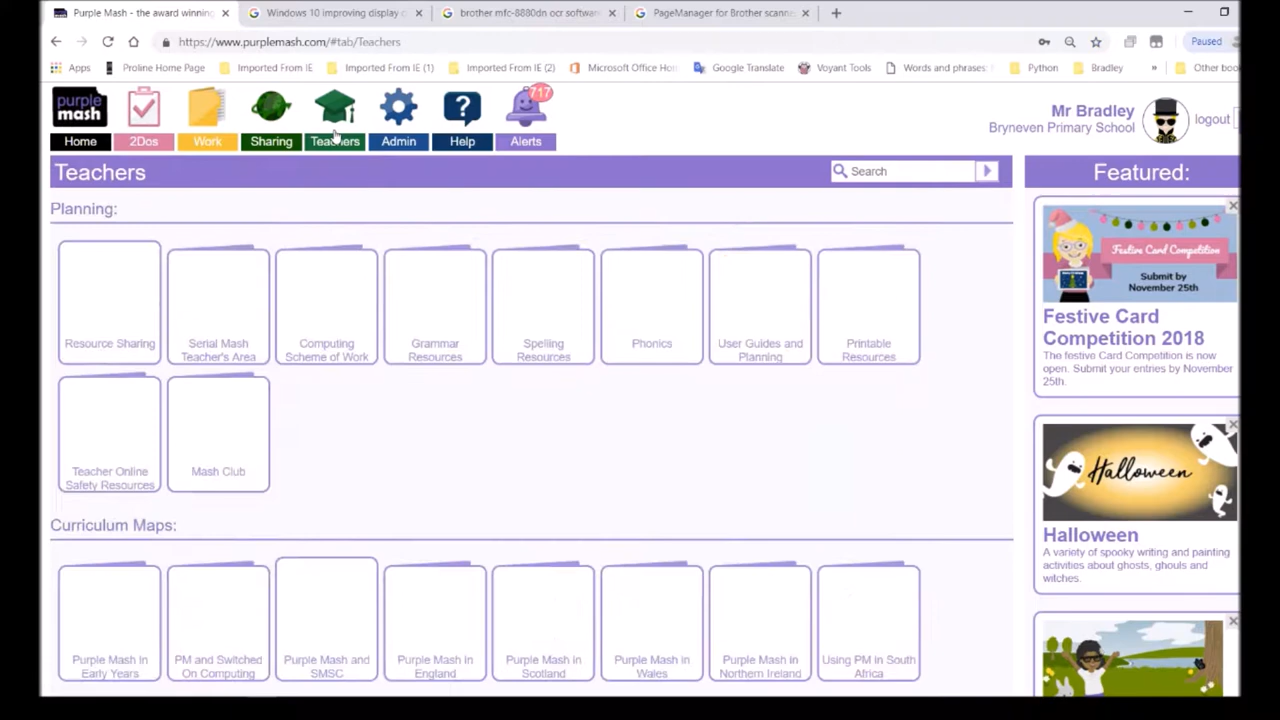 Purple Mash - the award winning
Windows 10 improving display c
brother mfc-8880dn ocr softwar
PageManager for Brother scanne
https://www.purplemash.com/#tab/Teachers
Paused
Apps
Proline Home Page
Imported From IE
Imported From IE (1)
Imported From IE (2)
Microsoft Office Hom
Google Translate
Voyant Tools
Words and phrases:
Python
Bradley
»
Other boo
purple
mash
717
Home
2Dos
Work
Sharing
Teachers
Admin
Help
Alerts
Mr Bradley
Bryneven Primary School
logout
Teachers
Search
Featured:
Planning:
Resource Sharing
Serial Mash
Teacher's Area
Computing
Scheme of Work
Grammar
Resources
Spelling
Resources
Phonics
User Guides and
Planning
Printable
Resources
Teacher Online
Safety Resources
Mash Club
Curriculum Maps:
Purple Mash in
Early Years
PM and Switched
On Computing
Purple Mash and
SMSC
Purple Mash in
England
Purple Mash in
Scotland
Purple Mash in
Wales
Purple Mash in
Northern Ireland
Using PM in South
Africa
Festive Card Competition
Submit by
November 25th
Festive Card
Competition 2018
The festive Card Competition is now
open. Submit your entries by November
25th.
Halloween
Halloween
A variety of spooky writing and painting
activities about ghosts, ghouls and
witches.